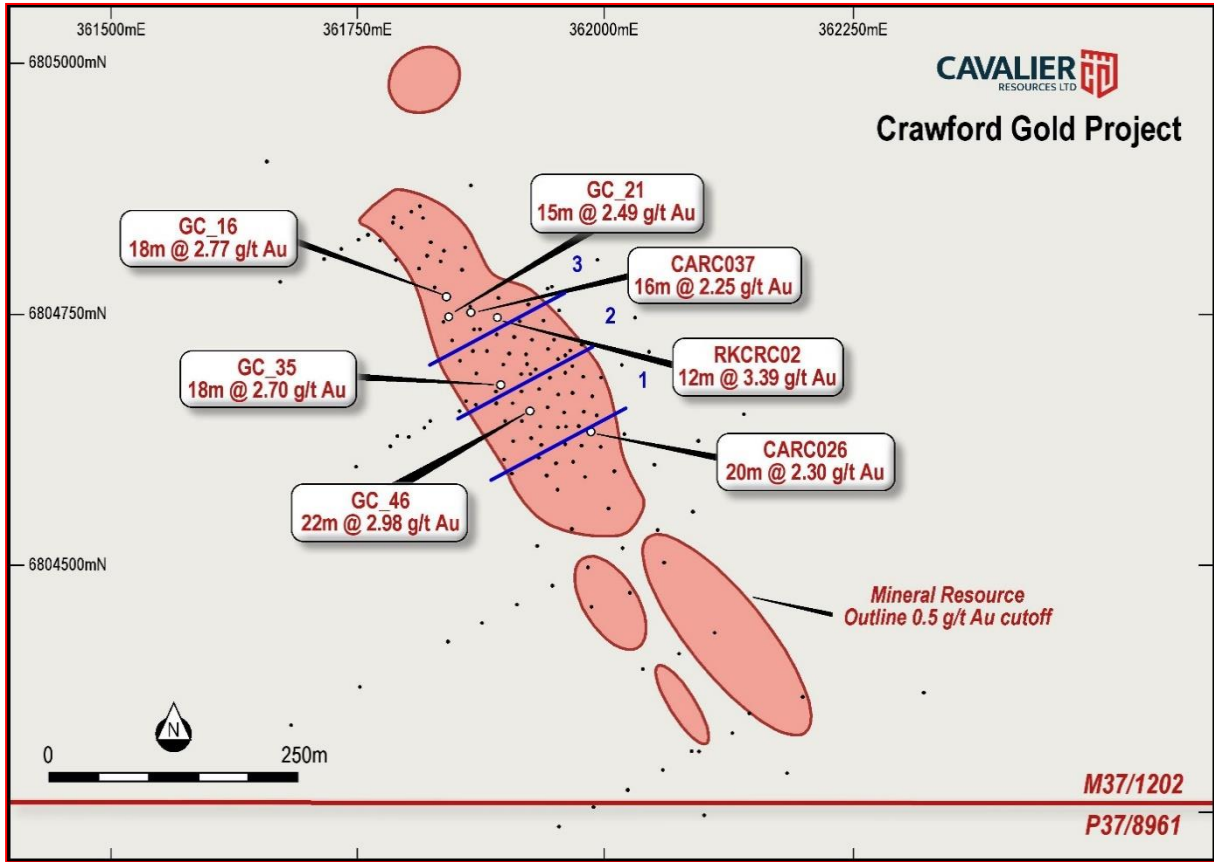 361500mE
361750mE
362000mE
362250mE
6805000mN
CAVALIER
RESOURCES LTD
Crawford Gold Project
GC_21
15m @ 2.49 g/t Au
GC_16
18m @ 2.77 g/t Au
3
CARC037
16m @ 2.25 g/t Au
6804750mN
2
RKCRC02
12m @ 3.39 g/t Au
GC_35
18m @ 2.70 g/t Au
1
CARC026
20m @ 2.30 g/t Au
GC_46
22m @ 2.98 g/t Au
6804500mN
Mineral Resource
Outline 0.5 g/t Au cutoff
N
0
250m
M37/1202
P37/8961